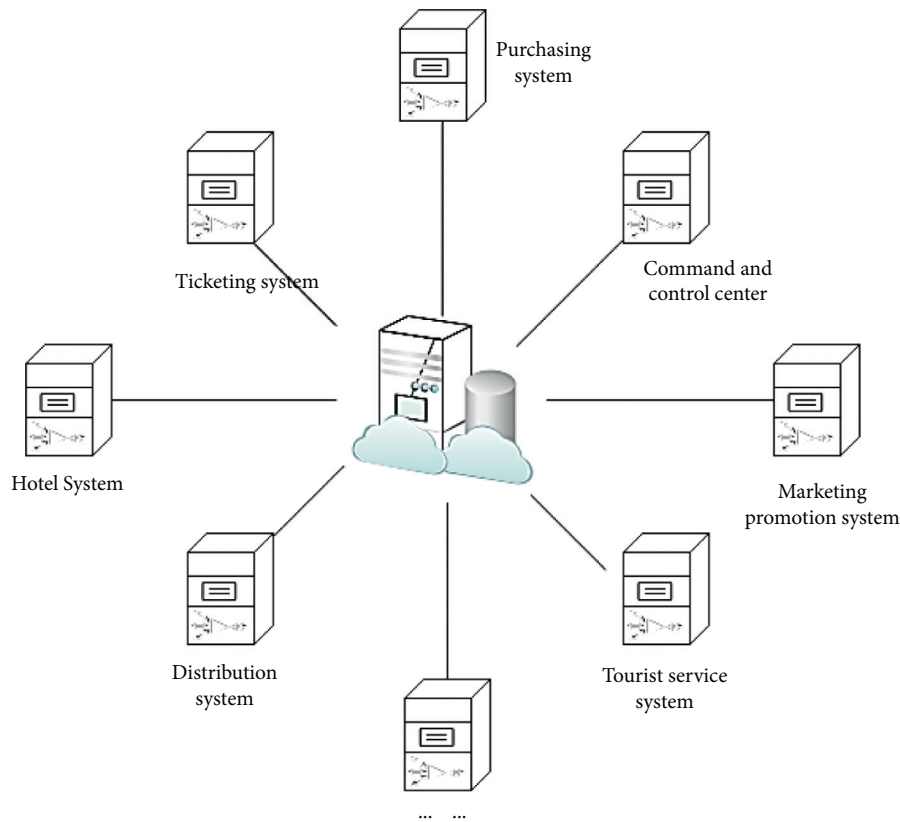 Purchasing
system
Ticketing system
Command and
control center
Hotel System
Marketing
promotion system
Distribution
system
Tourist service
system
... ...